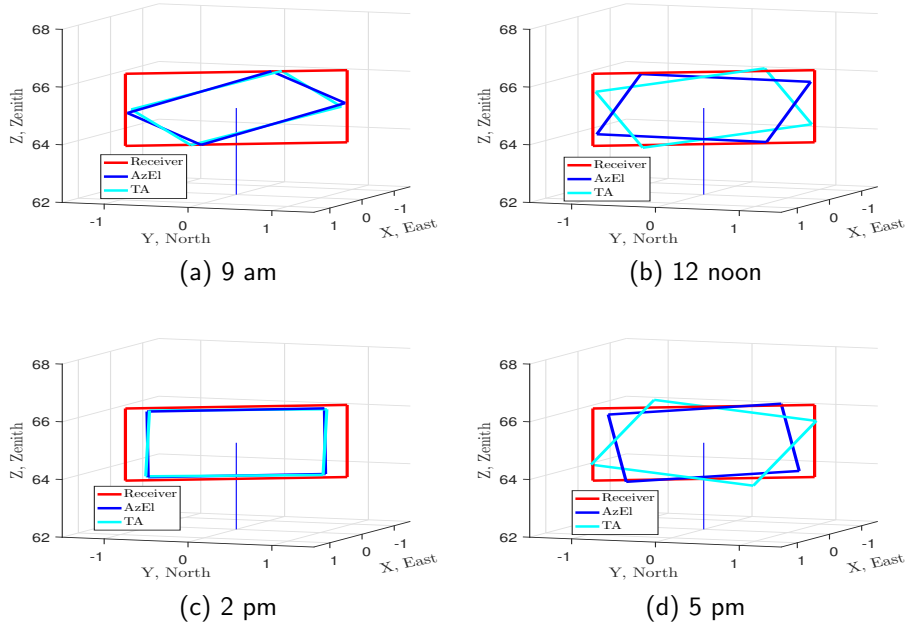 68
66
64
62
Z, Zenith
Receiver
AzEl
TA
-1
0
1
Y, North
1
0
-1
X, East
(a) 9 am
68
66
64
62
Z, Zenith
Receiver
AzEl
TA
-1
0
1
Y, North
1
0
-1
X, East
(b) 12 noon
68
66
64
62
Z, Zenith
Receiver
AzEl
TA
-1
0
1
Y, North
1
0
-1
X, East
(c) 2 pm
68
66
64
62
Z, Zenith
Receiver
AzEl
TA
-1
0
1
Y, North
1
0
-1
X, East
(d) 5 pm